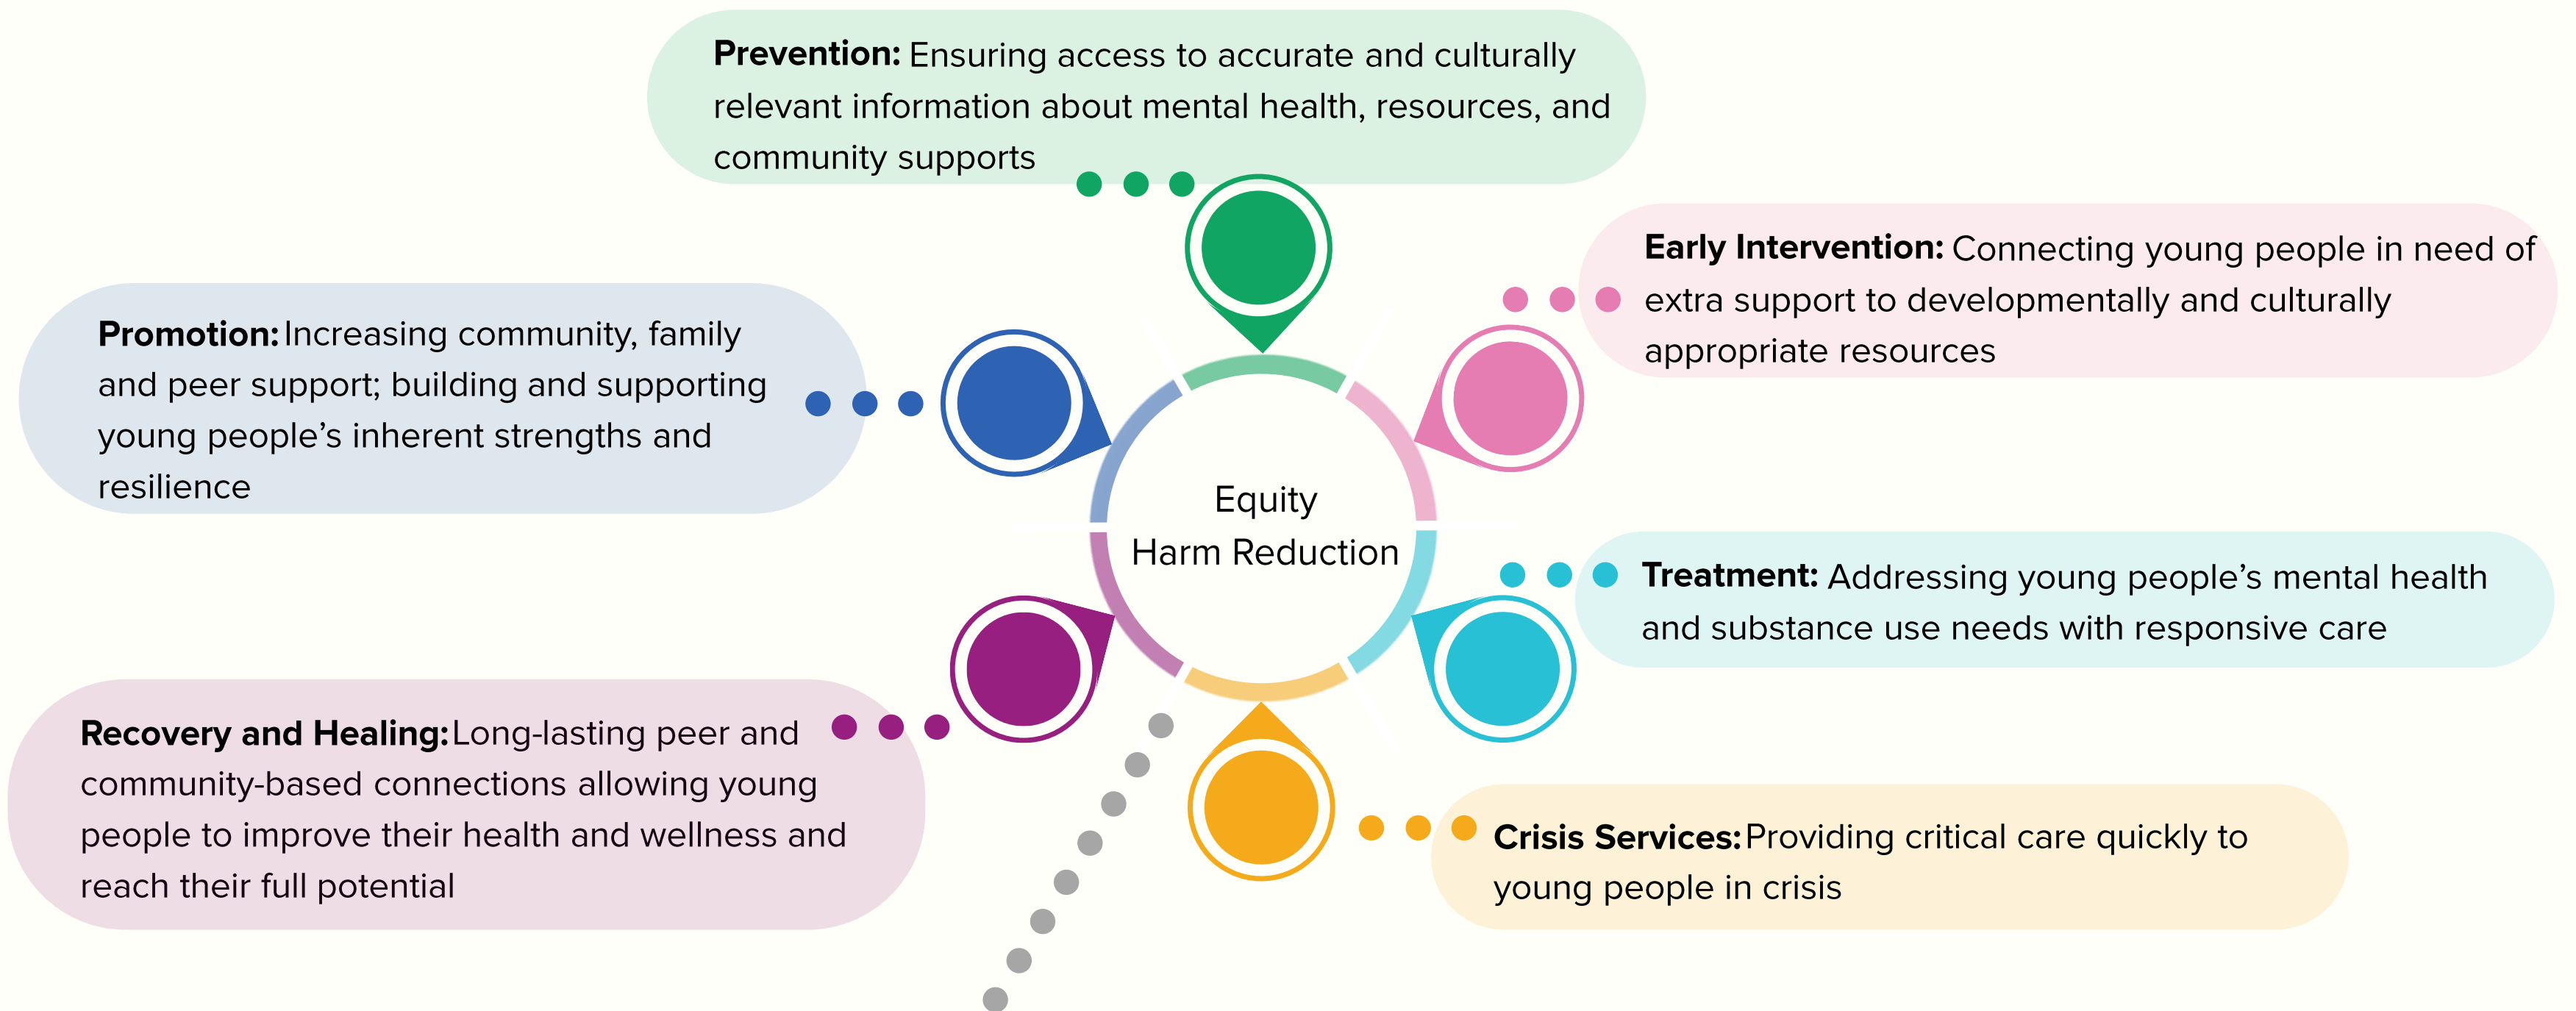 Prevention: Ensuring access to accurate and culturally
relevant information about mental health, resources, and
community supports
Early Intervention: Connecting young people in need of
extra support to developmentally and culturally
appropriate resources
Promotion: Increasing community, family
and peer support; building and supporting
young people’s inherent strengths and
resilience
Equity
Harm Reduction
Treatment: Addressing young people’s mental health
and substance use needs with responsive care
Recovery and Healing: Long-lasting peer and
community-based connections allowing young
people to improve their health and wellness and
reach their full potential
Crisis Services: Providing critical care quickly to
young people in crisis